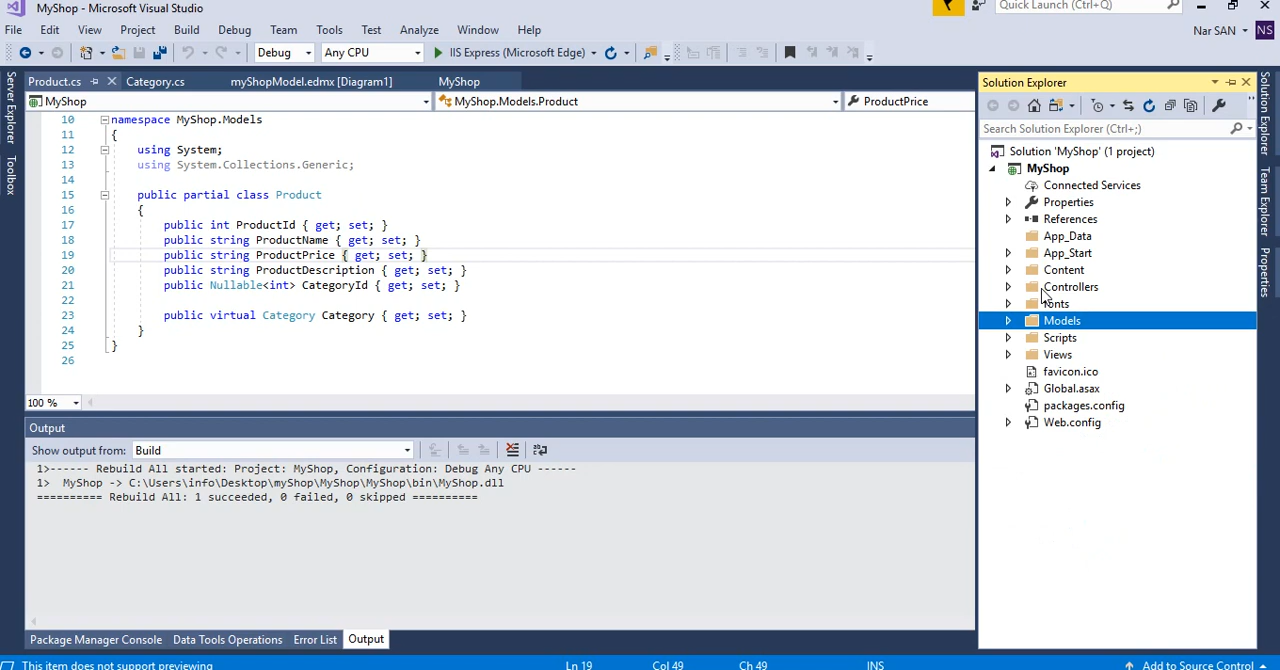 MyShop - Microsoft Visual Studio
Quick Launch (Ctrl+Q)
File Edit View Project Build Debug Team Tools Test Analyze Window Help
Nar SAN NS
Debug Any CPU IIS Express (Microsoft Edge)
Server Explorer
Toolbox
Product.cs Category.cs myShopModel.edmx [Diagram1] MyShop
MyShop MyShop.Models.Product ProductPrice
10 namespace MyShop.Models
11 {
12 using System;
13 using System.Collections.Generic;
14
15 public partial class Product
16 {
17 public int ProductId { get; set; }
18 public string ProductName { get; set; }
19 public string ProductPrice { get; set; }
20 public string ProductDescription { get; set; }
21 public Nullable<int> CategoryId { get; set; }
22
23 public virtual Category Category { get; set; }
24 }
25 }
26
100 %
Output
Show output from: Build
1>------ Rebuild All started: Project: MyShop, Configuration: Debug Any CPU ------
1> MyShop -> C:\Users\info\Desktop\myShop\MyShop\MyShop\bin\MyShop.dll
========== Rebuild All: 1 succeeded, 0 failed, 0 skipped ==========
Package Manager Console Data Tools Operations Error List Output
Solution Explorer
Search Solution Explorer (Ctrl+;)
Solution 'MyShop' (1 project)
MyShop
Connected Services
Properties
References
App_Data
App_Start
Content
Controllers
fonts
Models
Scripts
Views
favicon.ico
Global.asax
packages.config
Web.config
Solution Explorer
Team Explorer
Properties
This item does not support previewing Ln 19 Col 49 Ch 49 INS Add to Source Control